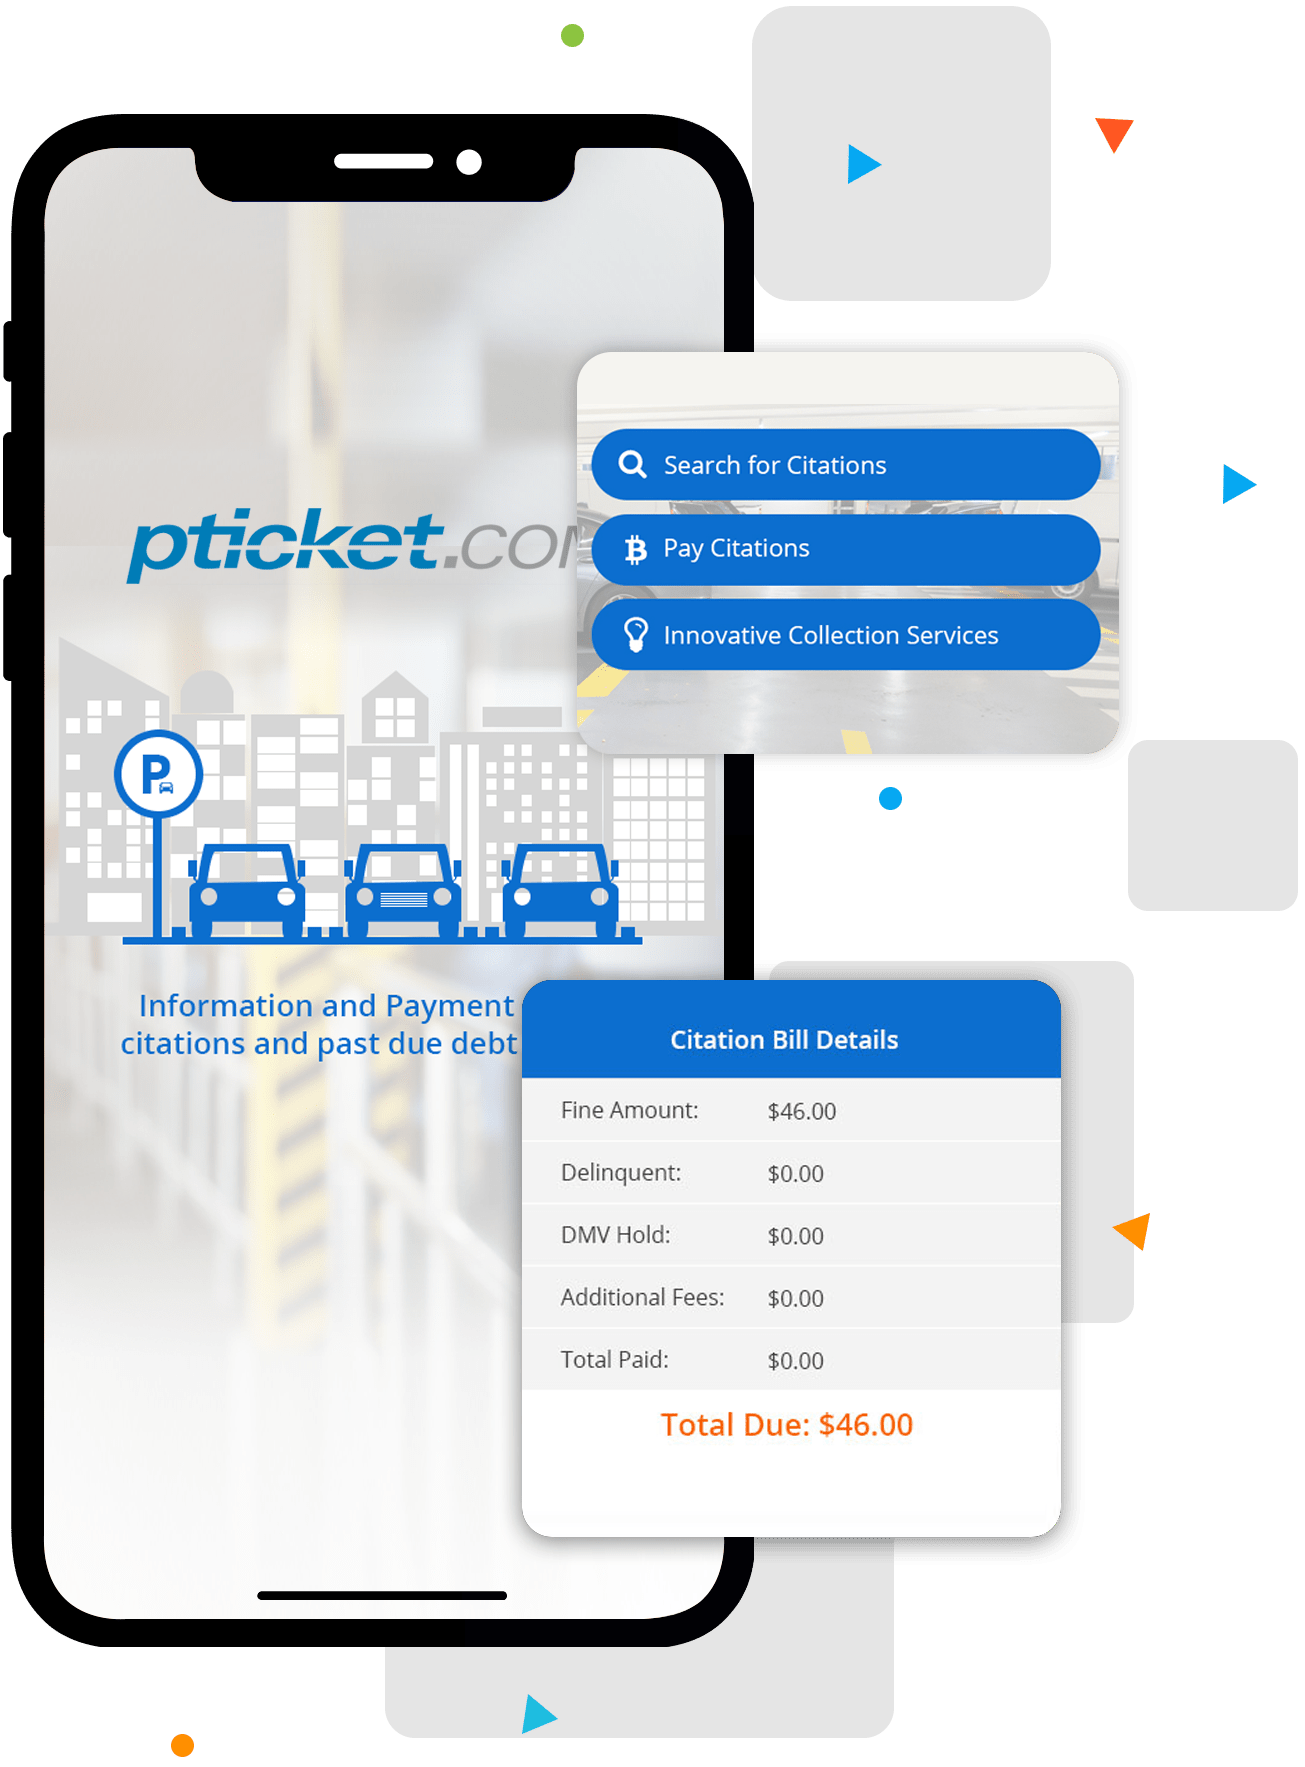 Search for Citations
Pay Citations
Innovative Collection Services
pticket.com
P
Information and Payment
citations and past due debt
Citation Bill Details
Fine Amount: $46.00
Delinquent: $0.00
DMV Hold: $0.00
Additional Fees: $0.00
Total Paid: $0.00
Total Due: $46.00